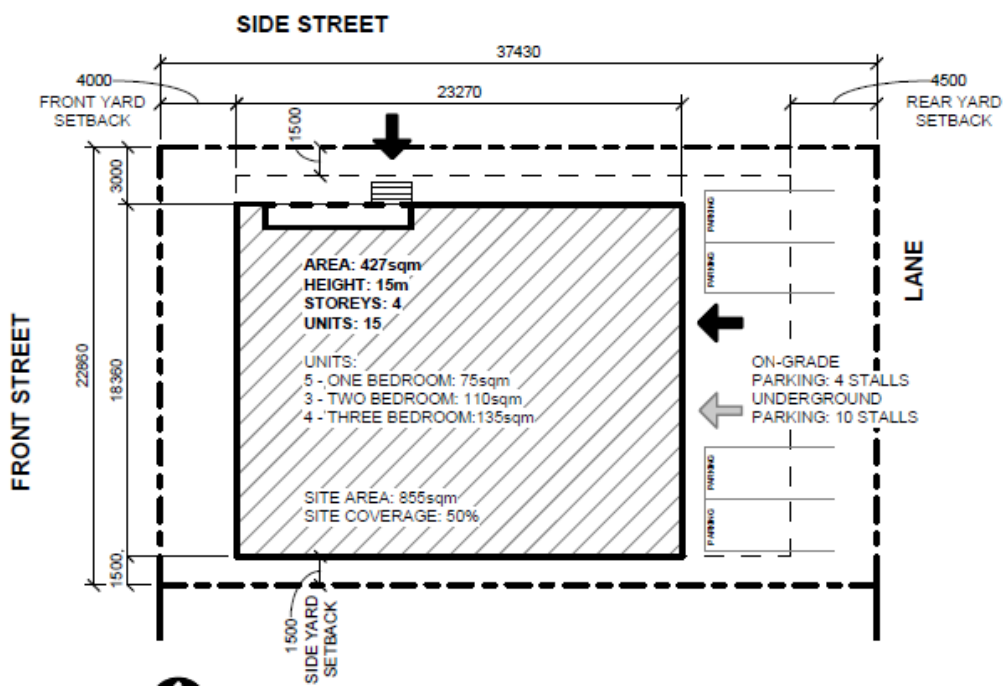 SIDE STREET
37430
4000
FRONT YARD
SETBACK
23270
4500
REAR YARD
SETBACK
1500
3000
22860
18360
1500
FRONT STREET
LANE
AREA: 427sqm
HEIGHT: 15m
STOREYS: 4
UNITS: 15
UNITS:
5 - ONE BEDROOM: 75sqm
3 - TWO BEDROOM: 110sqm
4 - THREE BEDROOM:135sqm
SITE AREA: 855sqm
SITE COVERAGE: 50%
PARKING
PARKING
ON-GRADE
PARKING: 4 STALLS
UNDERGROUND
PARKING: 10 STALLS
PARKING
PARKING
1500
SIDE YARD
SETBACK